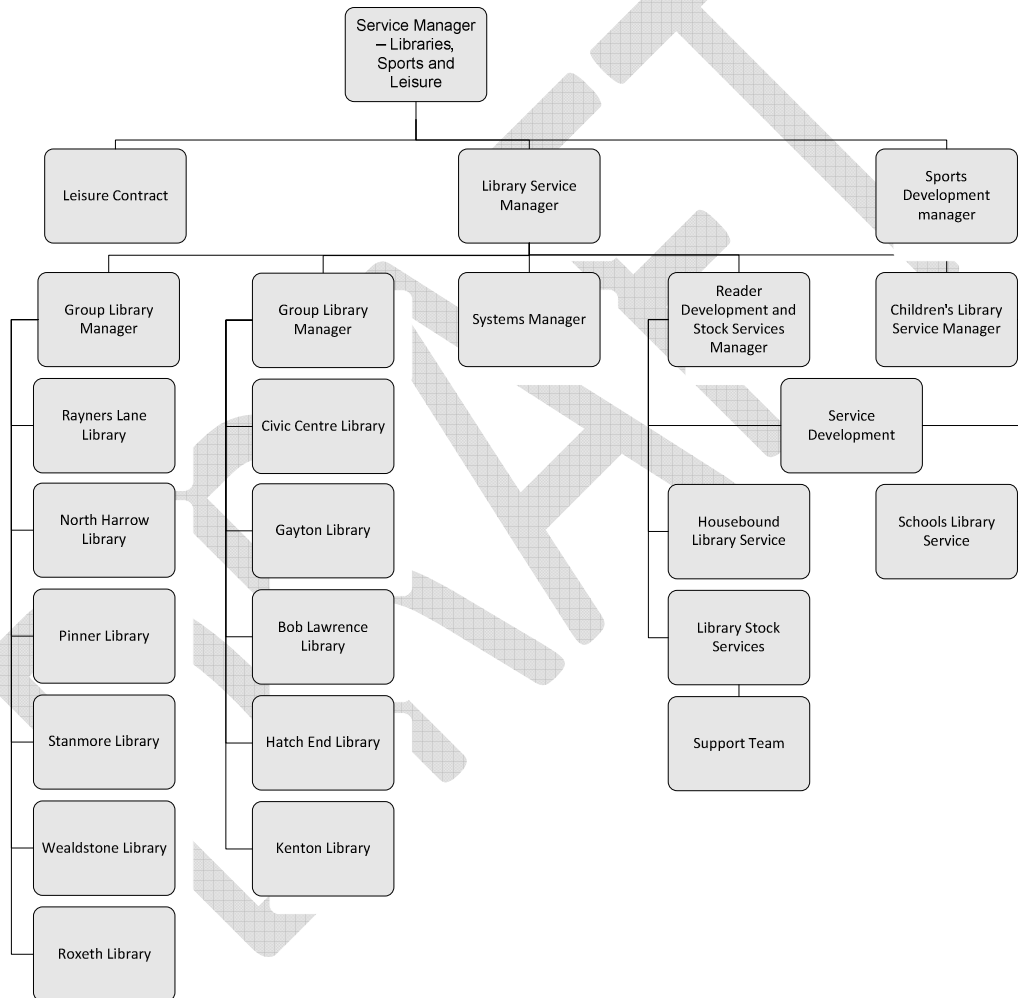 Service Manager
– Libraries,
Sports and
Leisure
Leisure Contract
Library Service
Manager
Sports
Development
manager
Group Library
Manager
Group Library
Manager
Systems Manager
Reader
Development and
Stock Services
Manager
Children's Library
Service Manager
Rayners Lane
Library
Civic Centre Library
Service
Development
North Harrow
Library
Gayton Library
Housebound
Library Service
Schools Library
Service
Pinner Library
Bob Lawrence
Library
Library Stock
Services
Stanmore Library
Hatch End Library
Support Team
Wealdstone Library
Kenton Library
Roxeth Library
DRAFT